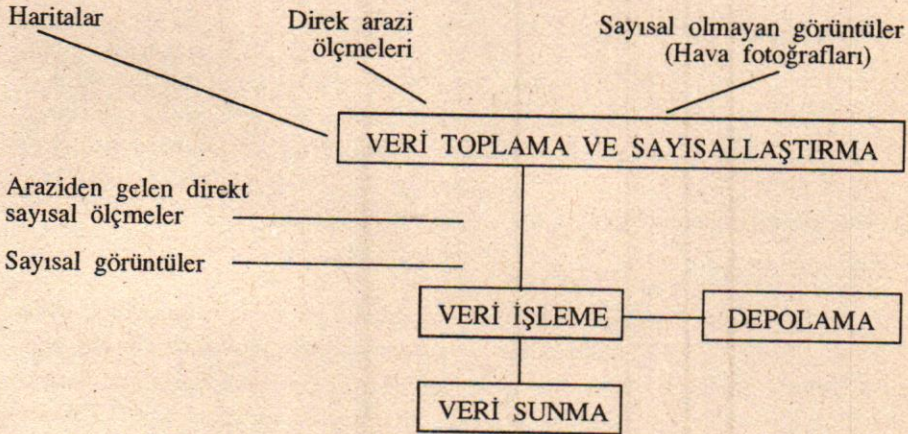 Haritalar
Direk arazi
ölçmeleri
Sayısal olmayan görüntüler
(Hava fotoğrafları)
VERİ TOPLAMA VE SAYISALLAŞTIRMA
Araziden gelen direkt
sayısal ölçmeler
Sayısal görüntüler
VERİ İŞLEME
DEPOLAMA
VERİ SUNMA